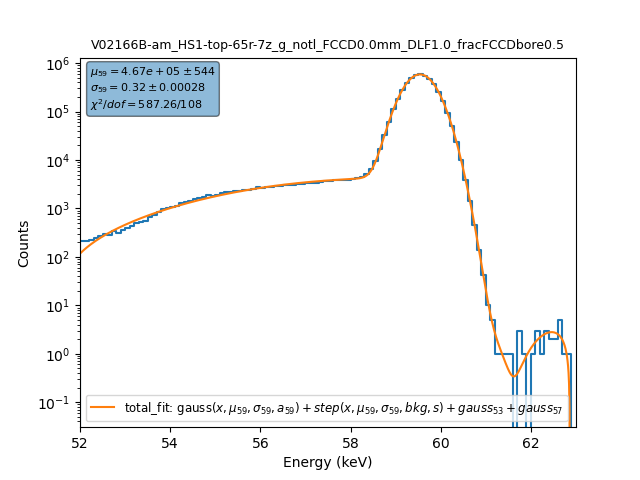 V02166B-am_HS1-top-65r-7z_g_notl_FCCD0.0mm_DLF1.0_fracFCCDbore0.5
μ₅₉ = 4.67e + 05 ± 544
σ₅₉ = 0.32 ± 0.00028
χ²/dof = 587.26/108
10⁶
10⁵
10⁴
10³
10²
10¹
10⁰
10⁻¹
Counts
total_fit: gauss(x, μ₅₉, σ₅₉, a₅₉) + step(x, μ₅₉, σ₅₉, bkg, s) + gauss₅₃ + gauss₅₇
52 54 56 58 60 62
Energy (keV)